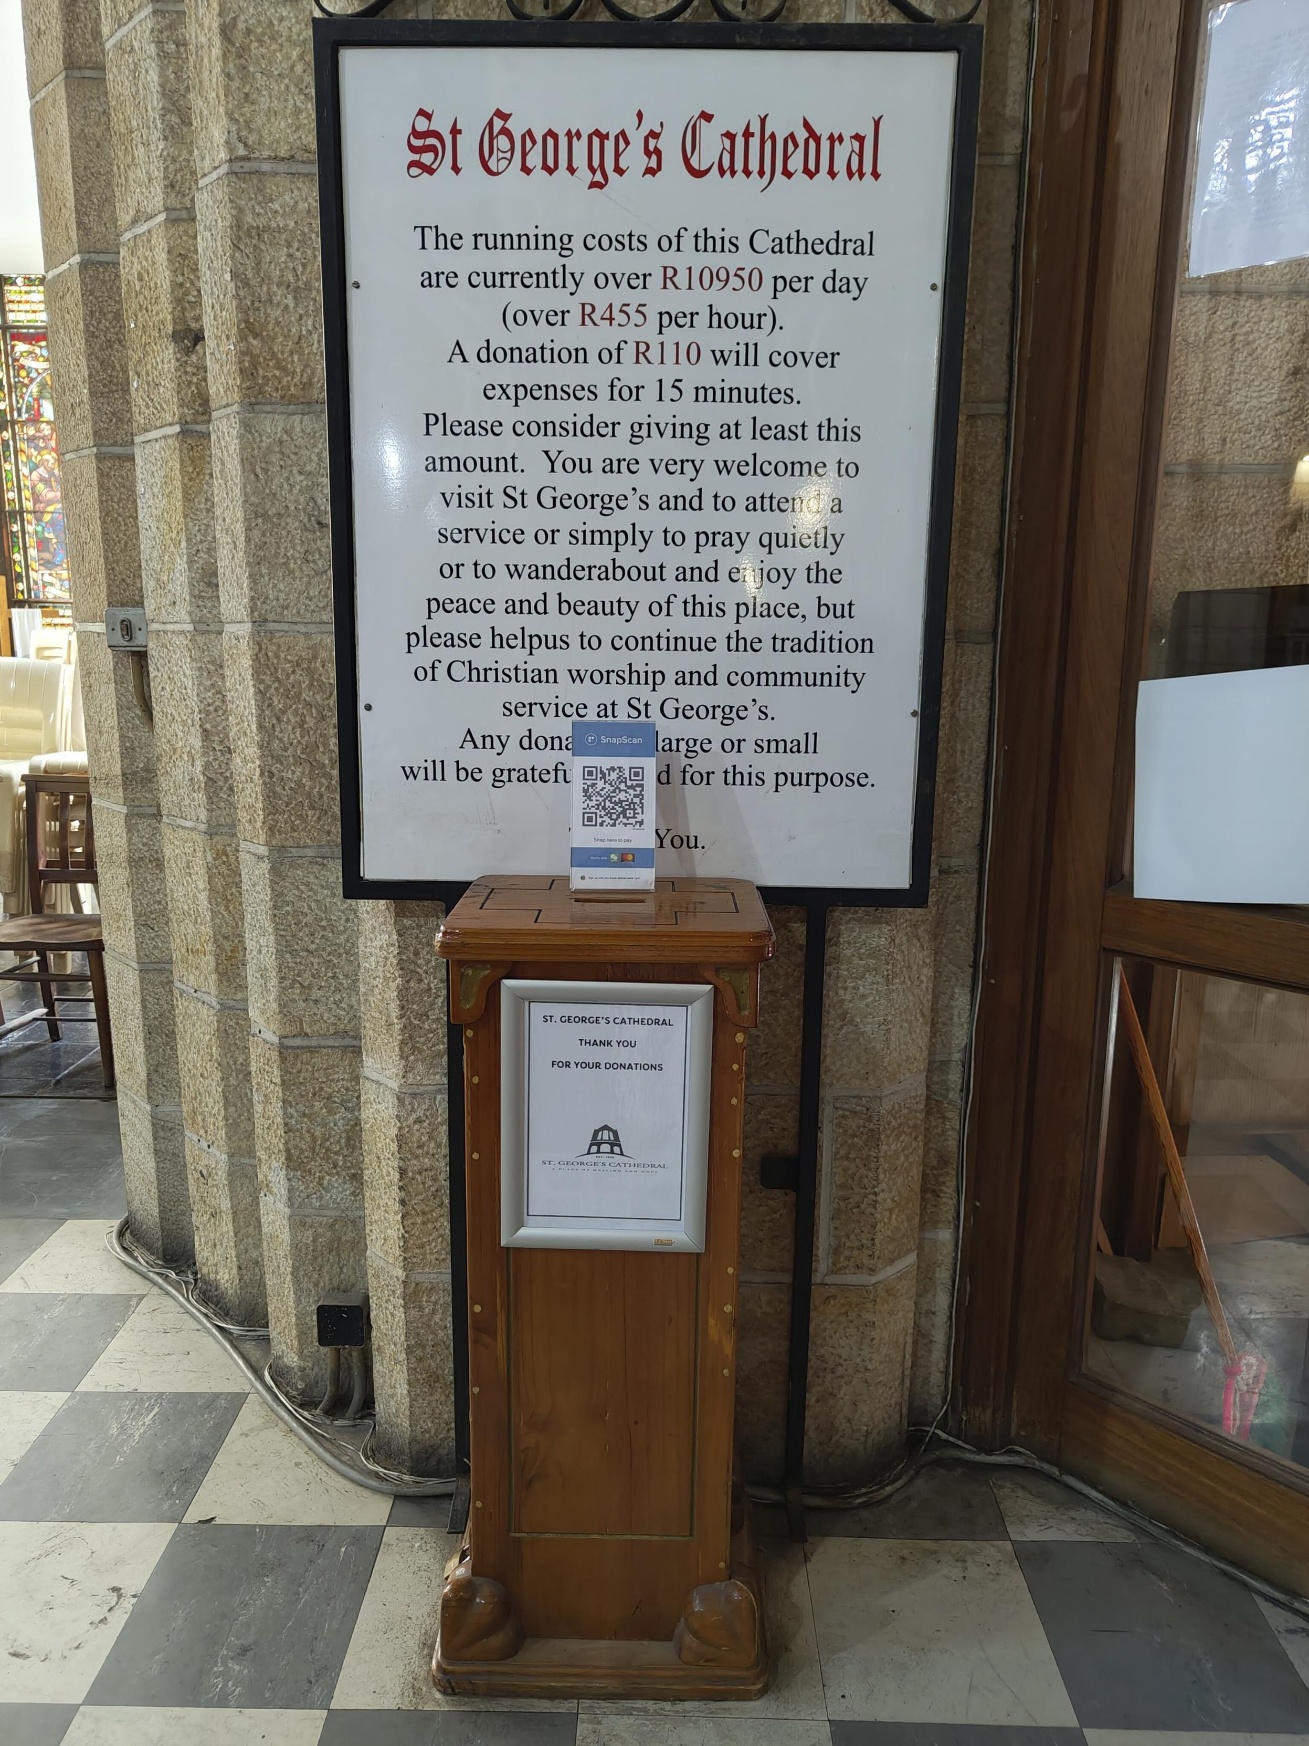 St George's Cathedral
The running costs of this Cathedral
are currently over R10950 per day
(over R455 per hour).
A donation of R110 will cover
expenses for 15 minutes.
Please consider giving at least this
amount. You are very welcome to
visit St George's and to attend a
service or simply to pray quietly
or to wanderabout and enjoy the
peace and beauty of this place, but
please helpus to continue the tradition
of Christian worship and community
service at St George's.
Any dona large or small
will be gratefu d for this purpose.
You.
SnapScan
Snap here to pay
ST. GEORGE'S CATHEDRAL
THANK YOU
FOR YOUR DONATIONS
ST. GEORGE'S CATHEDRAL